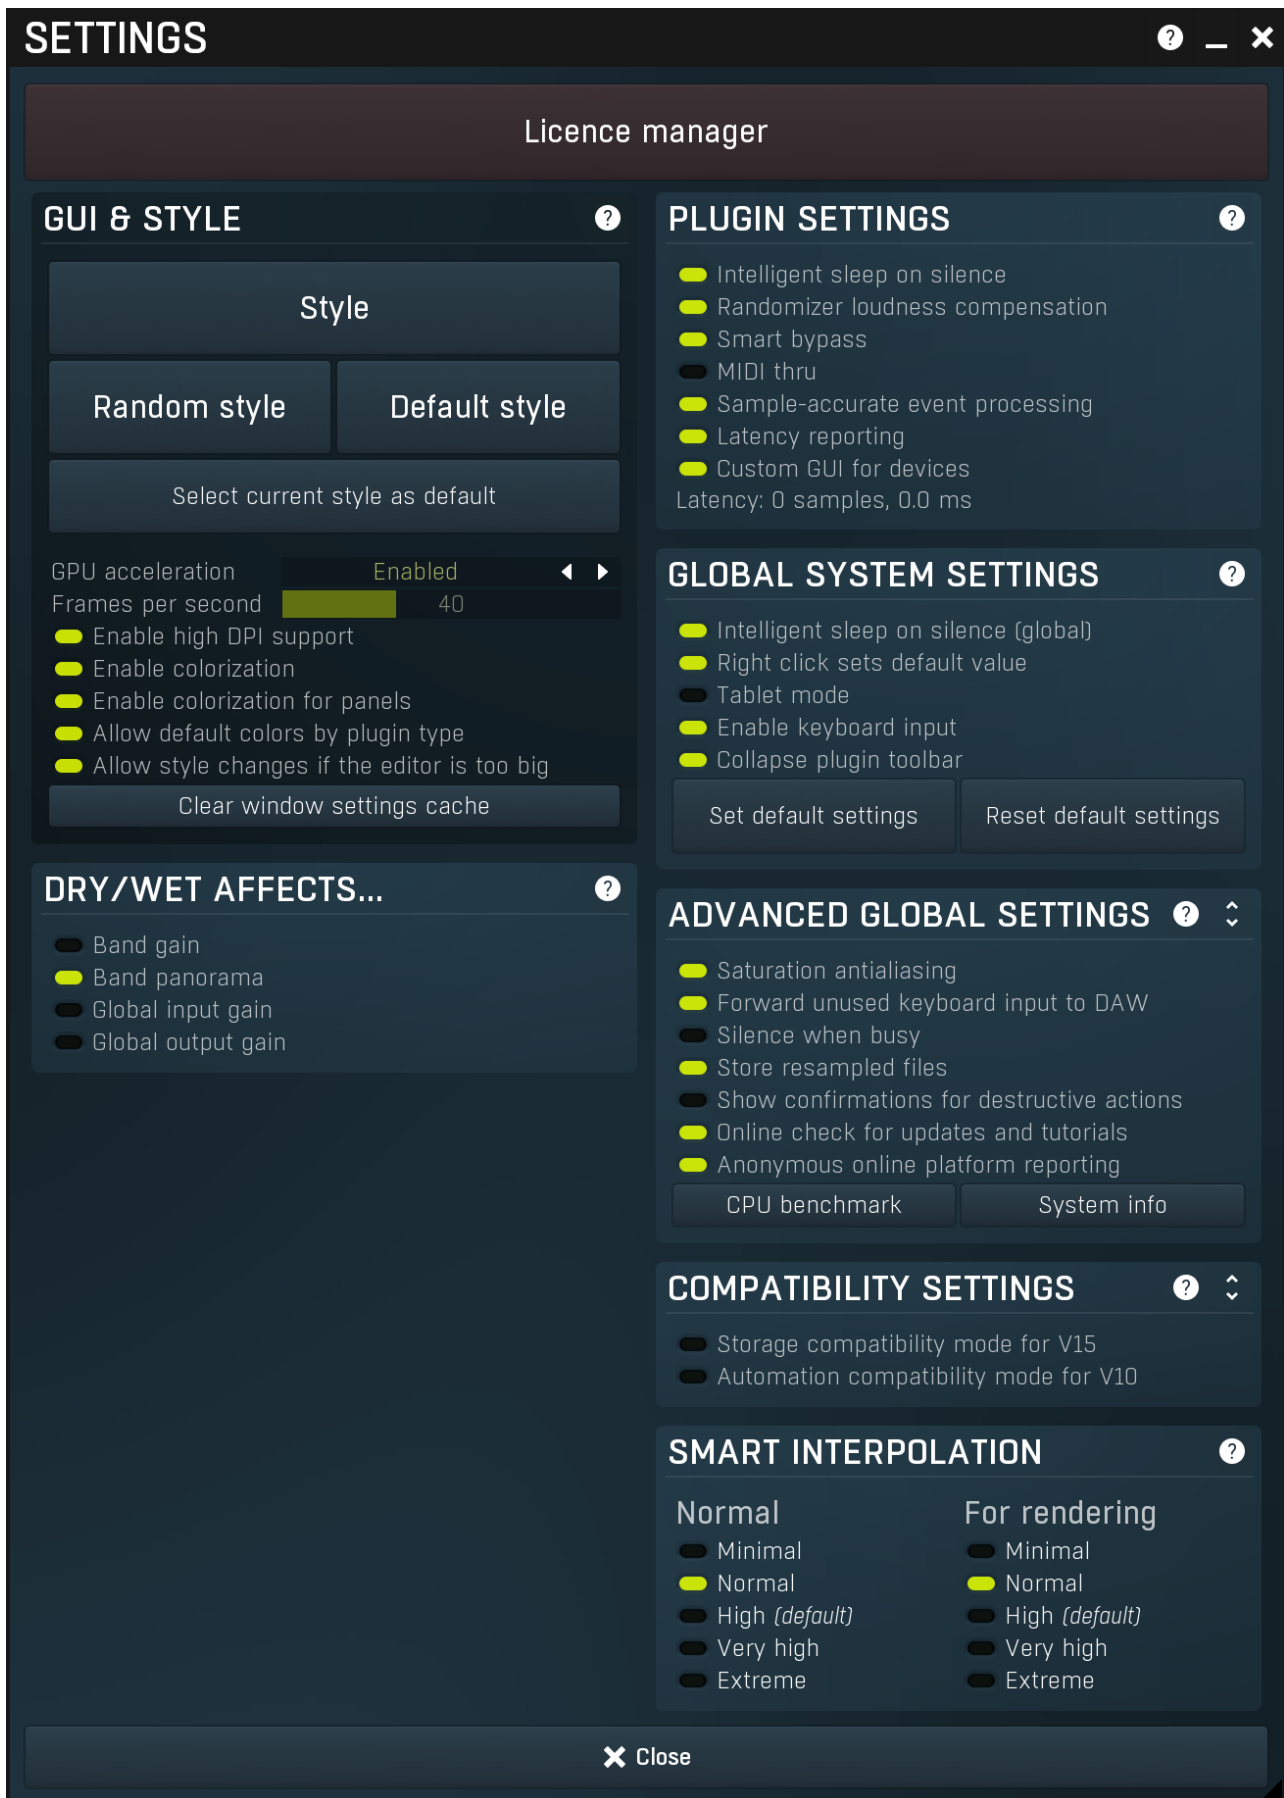 SETTINGS
Licence manager
GUI & STYLE
Style
Random style
Default style
Select current style as default
GPU acceleration Enabled
Frames per second 40
Enable high DPI support
Enable colorization
Enable colorization for panels
Allow default colors by plugin type
Allow style changes if the editor is too big
Clear window settings cache
DRY/WET AFFECTS...
Band gain
Band panorama
Global input gain
Global output gain
PLUGIN SETTINGS
Intelligent sleep on silence
Randomizer loudness compensation
Smart bypass
MIDI thru
Sample-accurate event processing
Latency reporting
Custom GUI for devices
Latency: 0 samples, 0.0 ms
GLOBAL SYSTEM SETTINGS
Intelligent sleep on silence (global)
Right click sets default value
Tablet mode
Enable keyboard input
Collapse plugin toolbar
Set default settings
Reset default settings
ADVANCED GLOBAL SETTINGS
Saturation antialiasing
Forward unused keyboard input to DAW
Silence when busy
Store resampled files
Show confirmations for destructive actions
Online check for updates and tutorials
Anonymous online platform reporting
CPU benchmark
System info
COMPATIBILITY SETTINGS
Storage compatibility mode for V15
Automation compatibility mode for V10
SMART INTERPOLATION
Normal
Minimal
Normal
High (default)
Very high
Extreme
For rendering
Minimal
Normal
High (default)
Very high
Extreme
Close